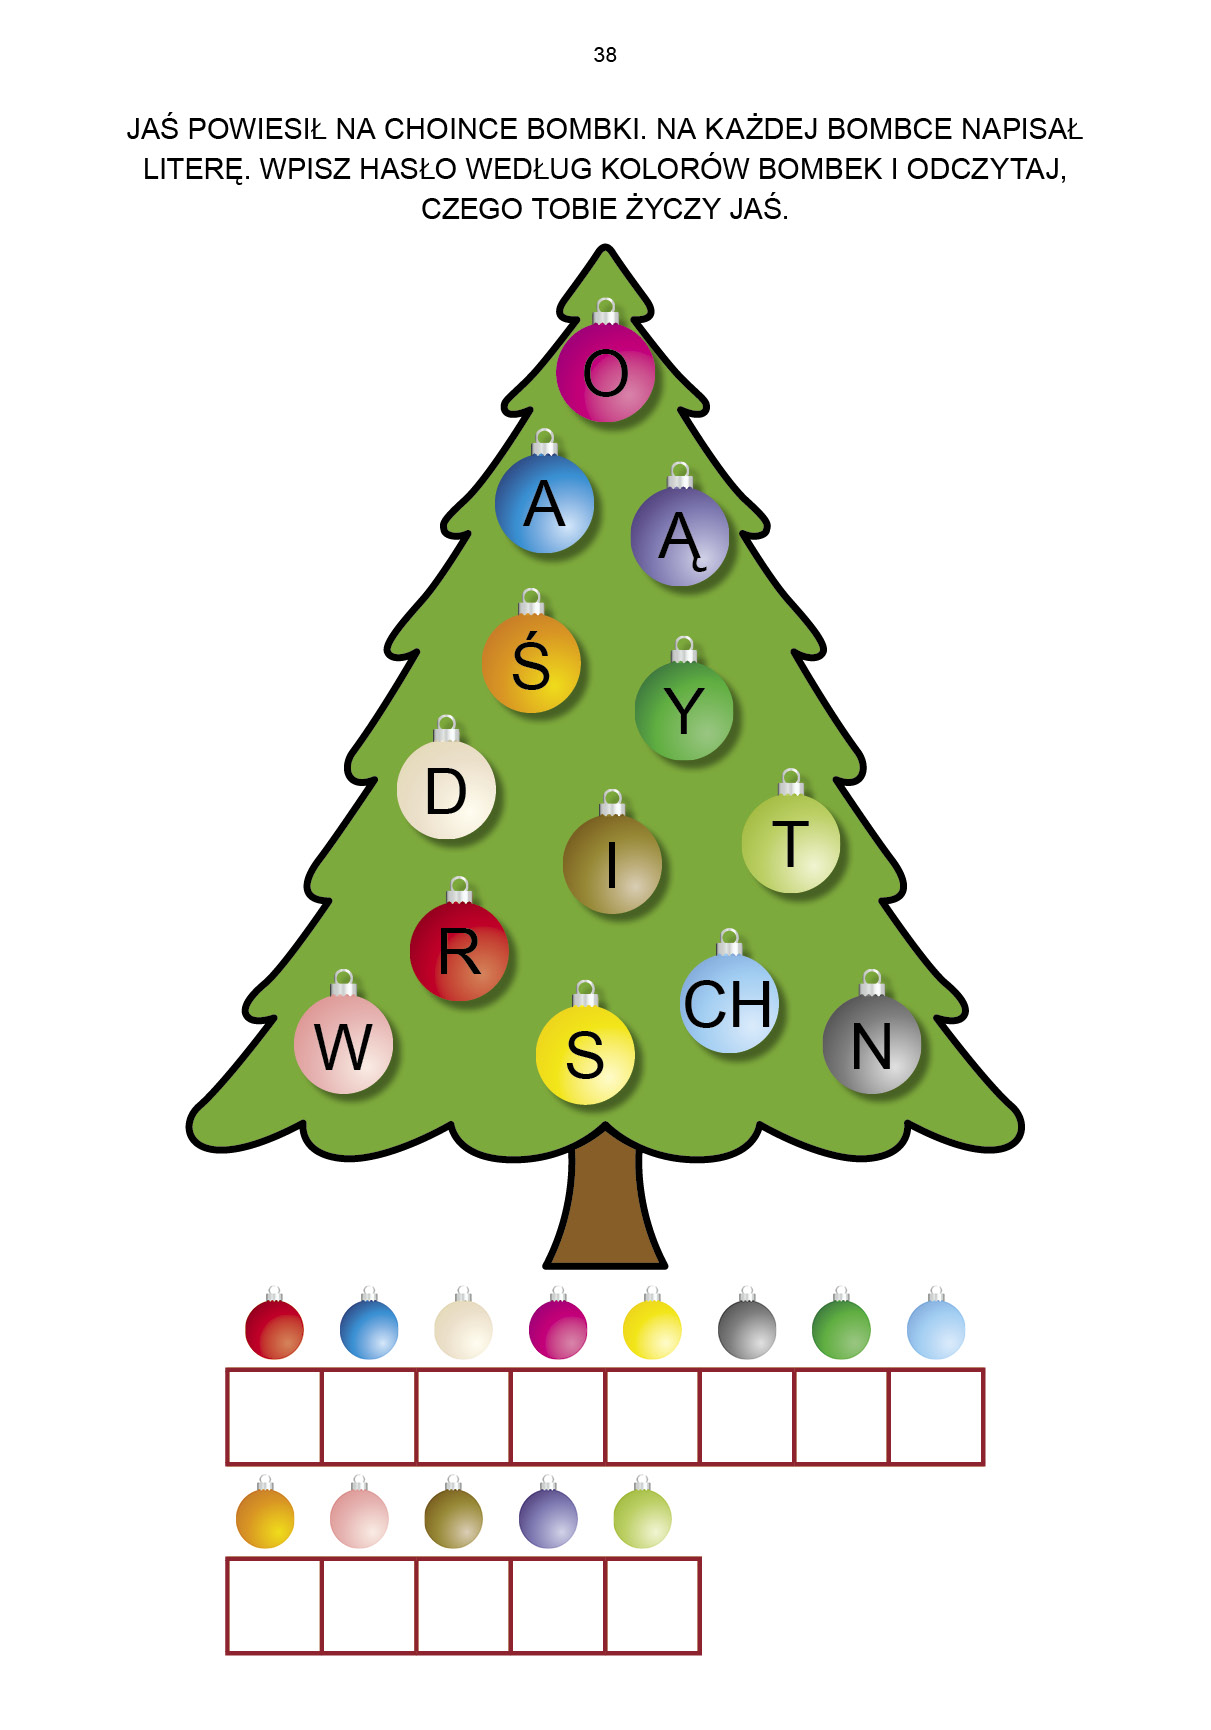 38
JAŚ POWIESIŁ NA CHOINCE BOMBKI. NA KAŻDEJ BOMBCE NAPISAŁ
LITERĘ. WPISZ HASŁO WEDŁUG KOLORÓW BOMBEK I ODCZYTAJ,
CZEGO TOBIE ŻYCZY JAŚ.
O
A
Ą
Ś
Y
D
I
T
R
CH
W
S
N